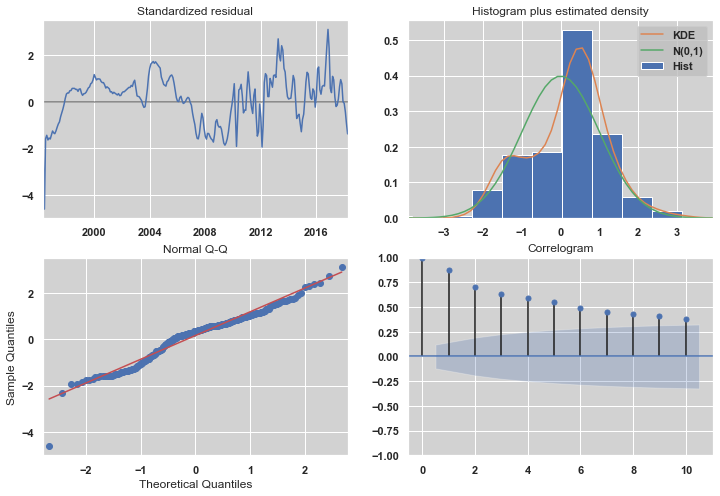 Standardized residual
2
0
−2
−4
2000 2004 2008 2012 2016
Histogram plus estimated density
KDE
N(0,1)
Hist
0.5
0.4
0.3
0.2
0.1
0.0
−3 −2 −1 0 1 2 3
Normal Q-Q
Sample Quantiles
2
0
−2
−4
−2 −1 0 1 2
Theoretical Quantiles
Correlogram
1.00
0.75
0.50
0.25
0.00
−0.25
−0.50
−0.75
−1.00
0 2 4 6 8 10